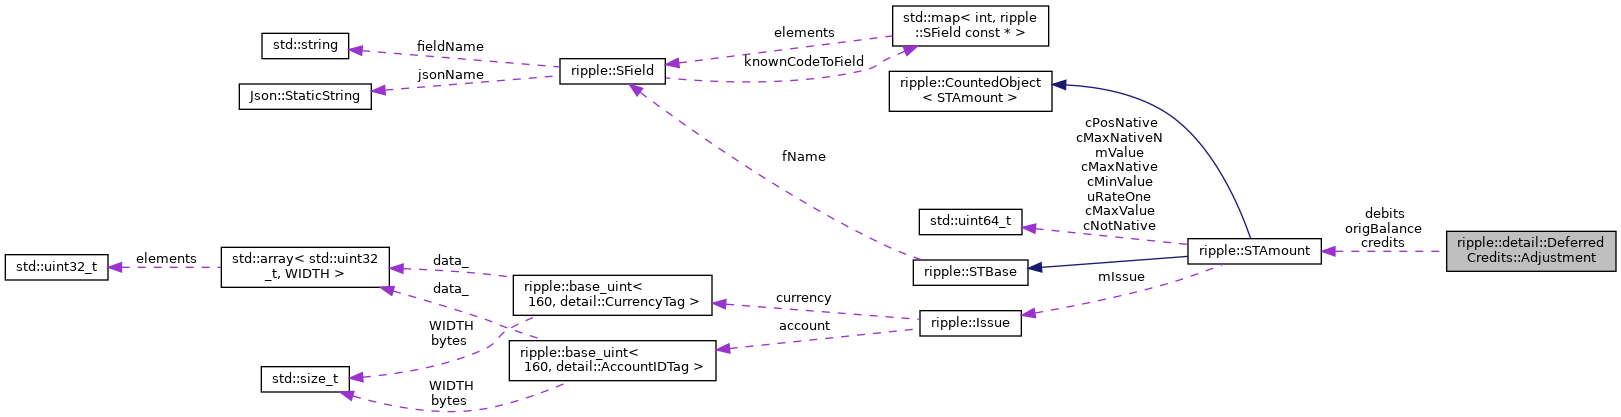 std::map< int, ripple
::SField const * >
elements
std::string
fieldName
knownCodeToField
ripple::SField
jsonName
Json::StaticString
ripple::CountedObject
< STAmount >
cPosNative
cMaxNativeN
mValue
cMaxNative
cMinValue
uRateOne
cMaxValue
cNotNative
fName
std::uint64_t
debits
origBalance
credits
ripple::detail::Deferred
Credits::Adjustment
ripple::STAmount
std::uint32_t
elements
std::array< std::uint32
_t, WIDTH >
data_
data_
ripple::STBase
mIssue
ripple::base_uint<
160, detail::CurrencyTag >
currency
account
ripple::Issue
WIDTH
bytes
ripple::base_uint<
160, detail::AccountIDTag >
std::size_t
WIDTH
bytes